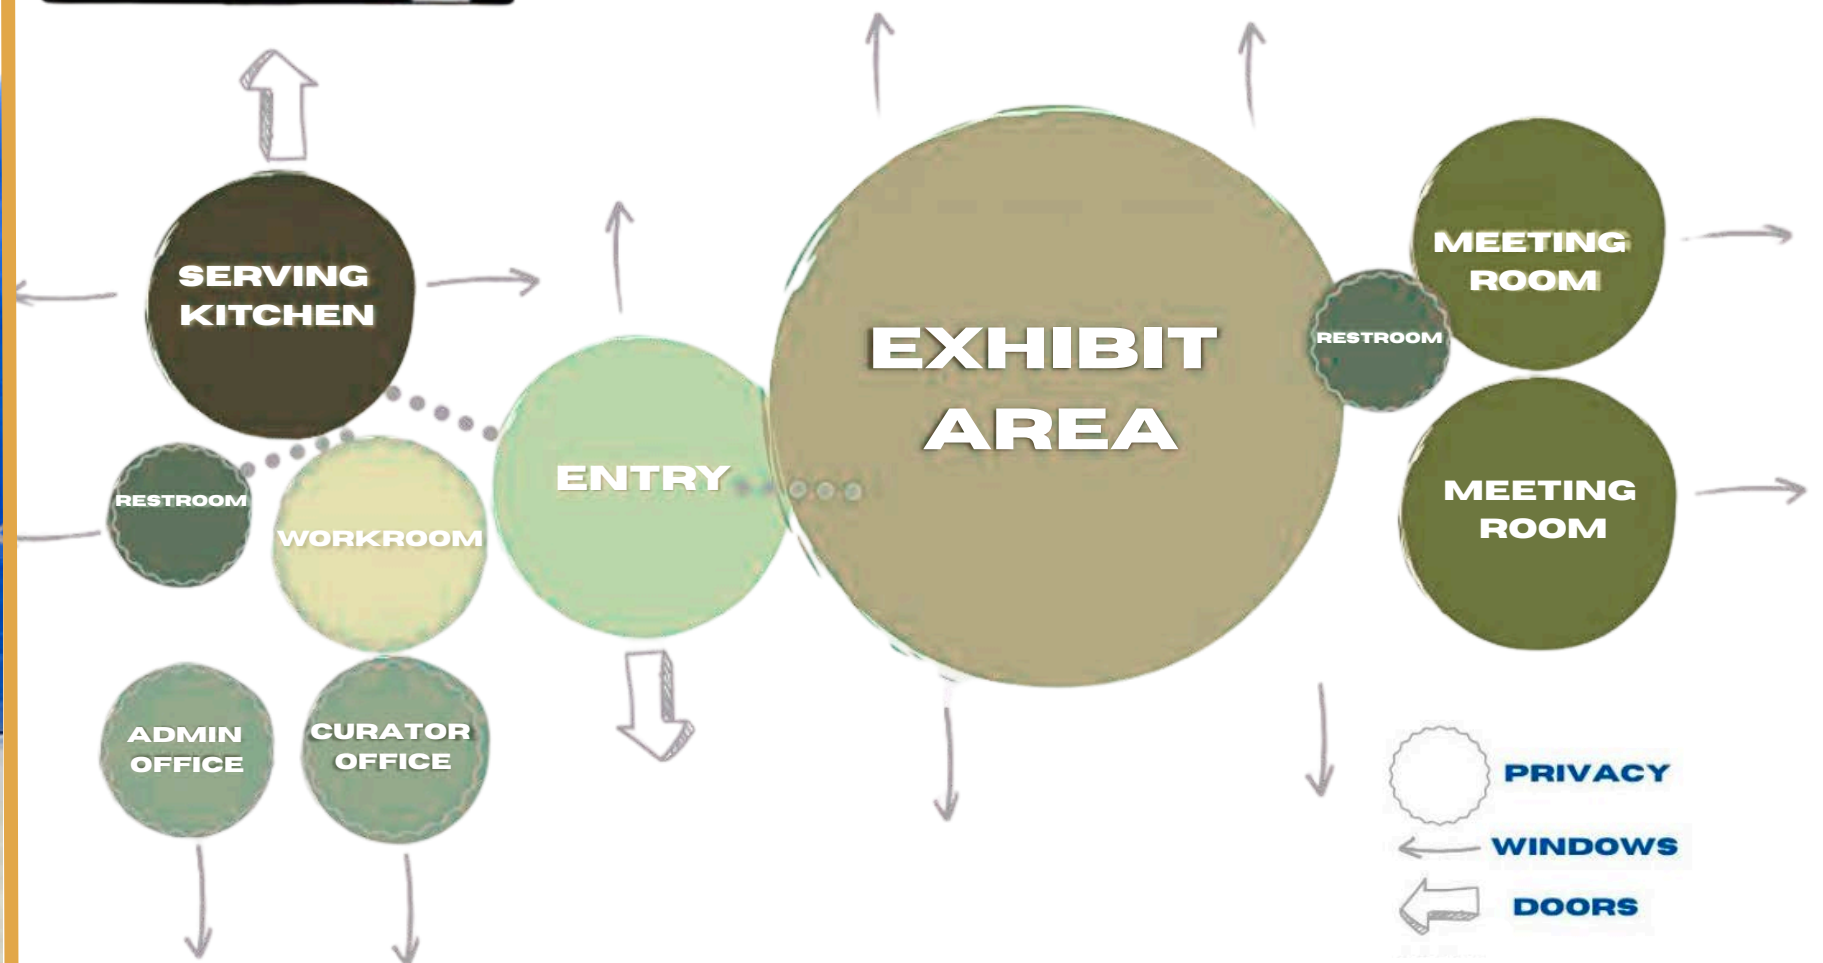 SERVING
KITCHEN
RESTROOM
WORKROOM
ADMIN
OFFICE
CURATOR
OFFICE
ENTRY
EXHIBIT
AREA
RESTROOM
MEETING
ROOM
MEETING
ROOM
PRIVACY
WINDOWS
DOORS